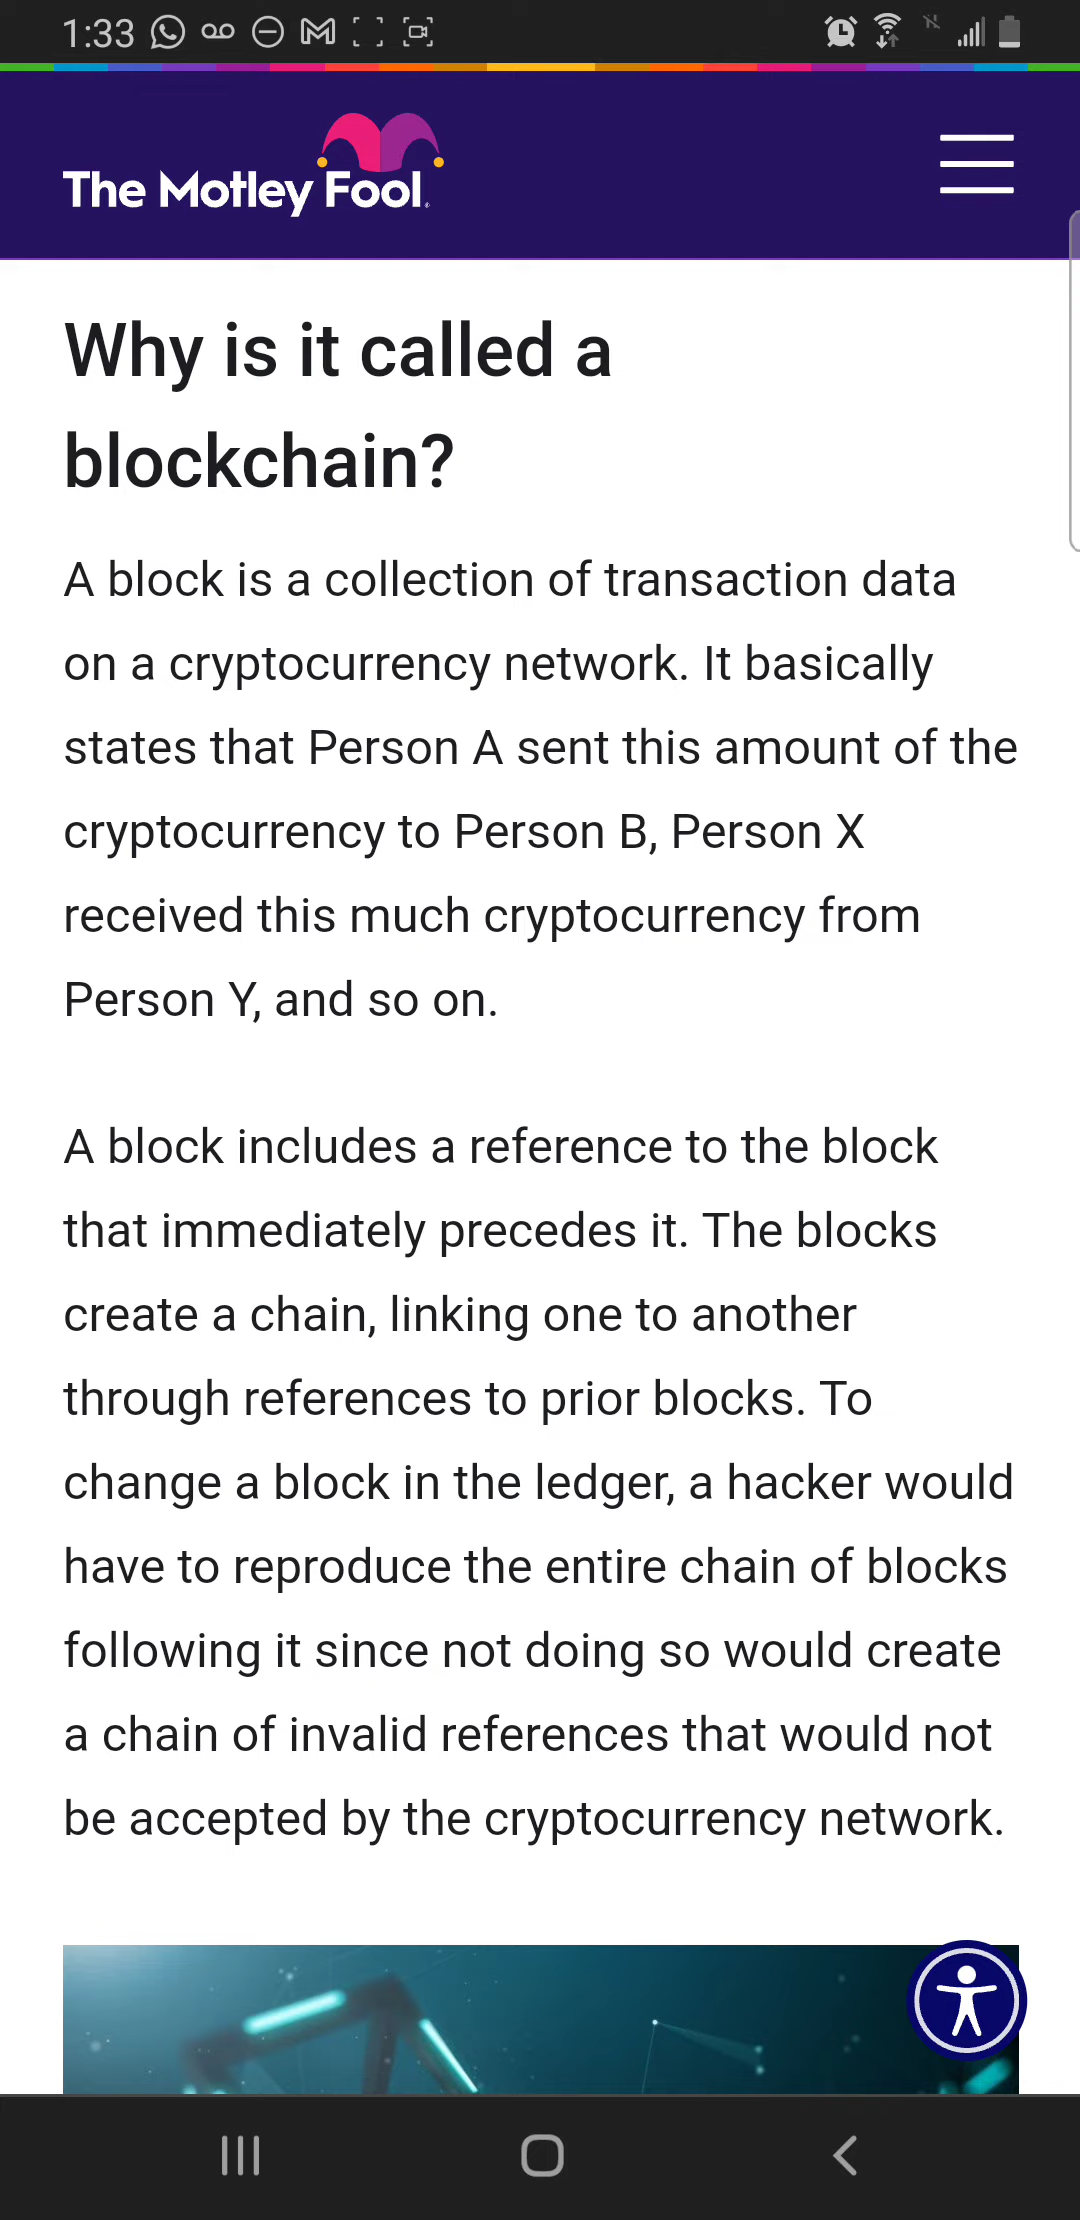 1:33
The Motley Fool
Why is it called a
blockchain?
A block is a collection of transaction data
on a cryptocurrency network. It basically
states that Person A sent this amount of the
cryptocurrency to Person B, Person X
received this much cryptocurrency from
Person Y, and so on.
A block includes a reference to the block
that immediately precedes it. The blocks
create a chain, linking one to another
through references to prior blocks. To
change a block in the ledger, a hacker would
have to reproduce the entire chain of blocks
following it since not doing so would create
a chain of invalid references that would not
be accepted by the cryptocurrency network.